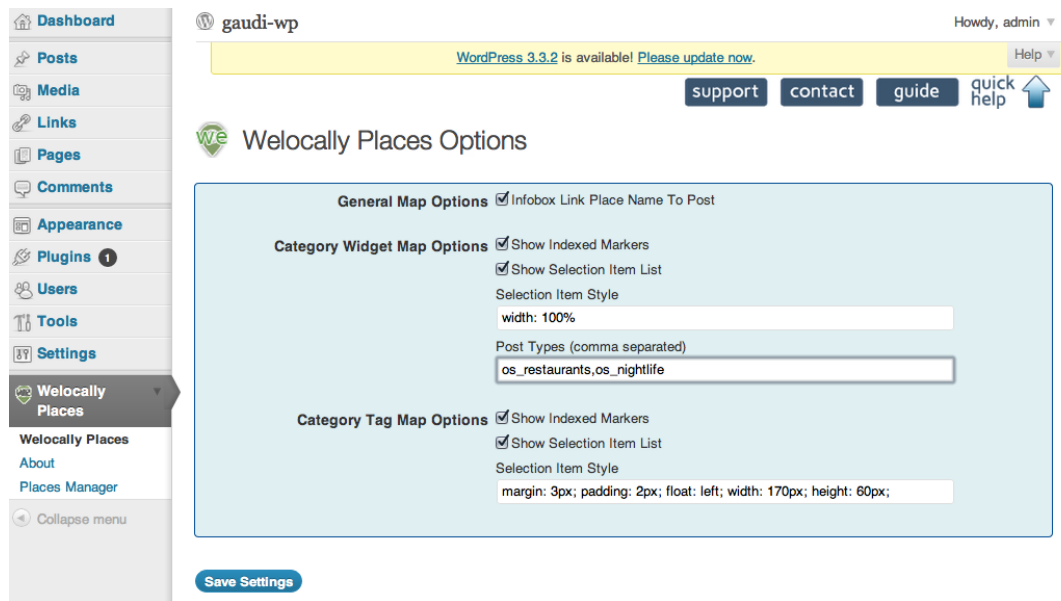 Dashboard
Posts
Media
Links
Pages
Comments
Appearance
Plugins 1
Users
Tools
Settings
Welocally
Places
Welocally Places
About
Places Manager
Collapse menu
gaudi-wp
Howdy, admin
WordPress 3.3.2 is available! Please update now.
Help
support contact guide quick
help
we Welocally Places Options
General Map Options Infobox Link Place Name To Post
Category Widget Map Options Show Indexed Markers
Show Selection Item List
Selection Item Style
width: 100%
Post Types (comma separated)
os_restaurants,os_nightlife
Category Tag Map Options Show Indexed Markers
Show Selection Item List
Selection Item Style
margin: 3px; padding: 2px; float: left; width: 170px; height: 60px;
Save Settings